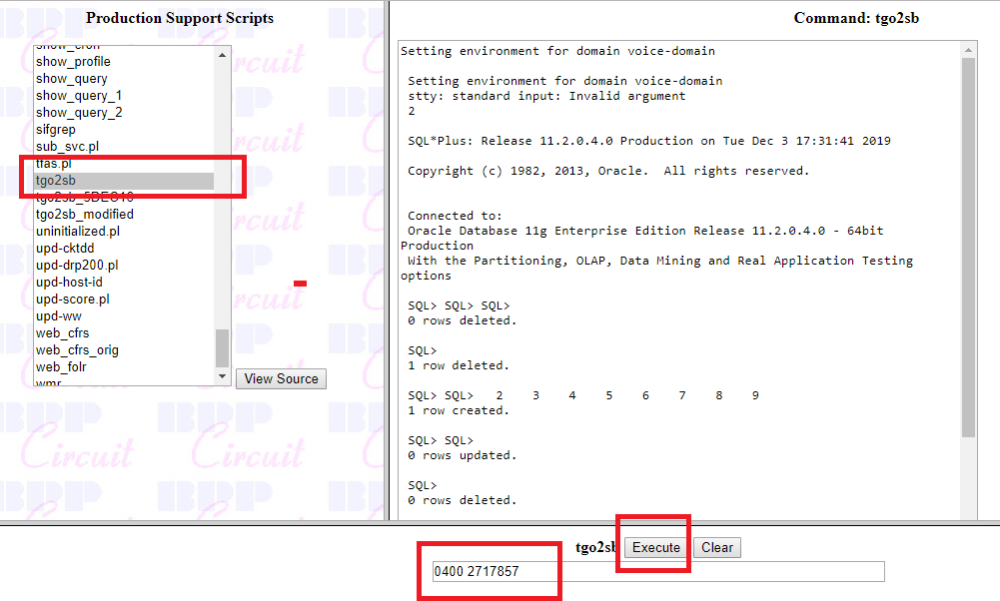 Production Support Scripts
show_cron
show_profile
show_query
show_query_1
show_query_2
sifgrep
sub_svc.pl
tfas.pl
tgo2sb
tgo2sb_5DEC16
tgo2sb_modified
uninitialized.pl
upd-cktdd
upd-drp200.pl
upd-host-id
upd-score.pl
upd-ww
web_cfrs
web_cfrs_orig
web_folr
wmr
View Source
IBPP
Circuit
Command: tgo2sb
Setting environment for domain voice-domain
Setting environment for domain voice-domain
stty: standard input: Invalid argument
2
SQL*Plus: Release 11.2.0.4.0 Production on Tue Dec 3 17:31:41 2019
Copyright (c) 1982, 2013, Oracle.  All rights reserved.
Connected to:
Oracle Database 11g Enterprise Edition Release 11.2.0.4.0 - 64bit
Production
With the Partitioning, OLAP, Data Mining and Real Application Testing
options
SQL> SQL> SQL>
0 rows deleted.
SQL>
1 row deleted.
SQL> SQL>   2    3    4    5    6    7    8    9
1 row created.
SQL> SQL>
0 rows updated.
SQL>
0 rows deleted.
tgo2sb Execute Clear
0400 2717857